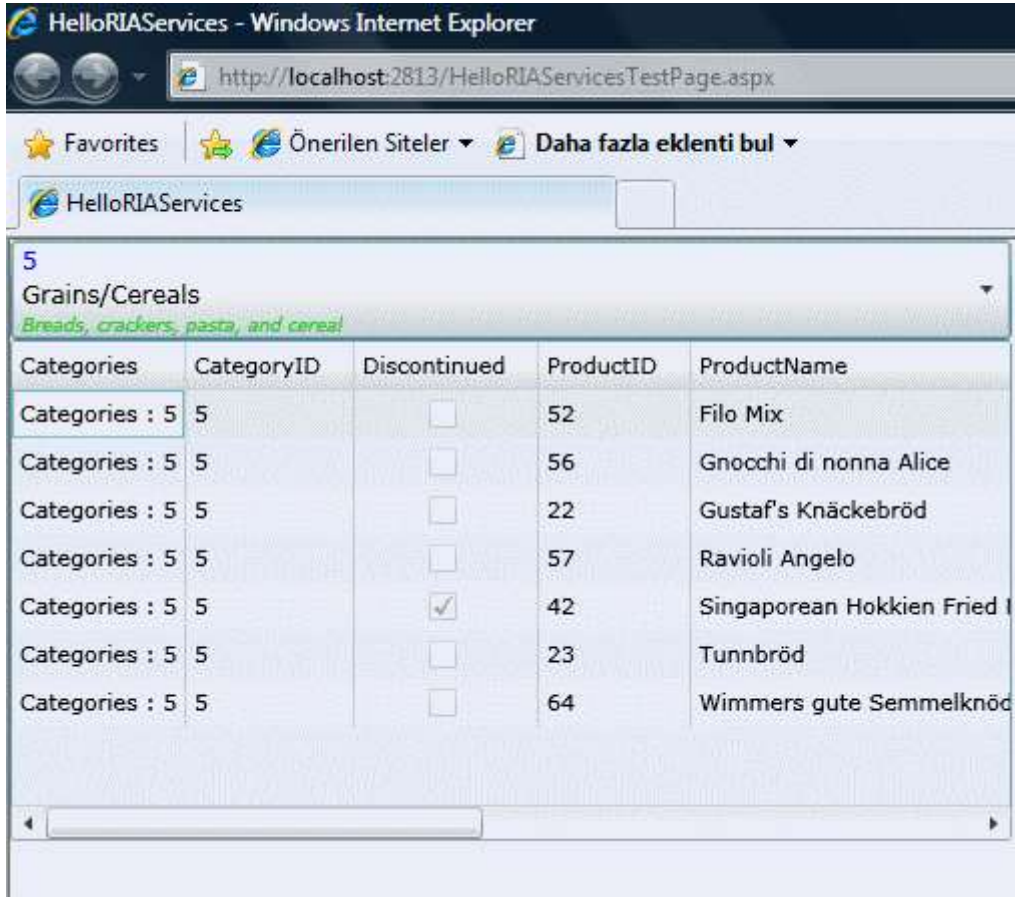 HelloRIAServices - Windows Internet Explorer
http://localhost:2813/HelloRIAServicesTestPage.aspx
Favorites Önerilen Siteler Daha fazla eklenti bul
HelloRIAServices
5
Grains/Cereals
Breads, crackers, pasta, and cereal
Categories CategoryID Discontinued ProductID ProductName
Categories : 5 5 52 Filo Mix
Categories : 5 5 56 Gnocchi di nonna Alice
Categories : 5 5 22 Gustaf's Knäckebröd
Categories : 5 5 57 Ravioli Angelo
Categories : 5 5 42 Singaporean Hokkien Fried
Categories : 5 5 23 Tunnbröd
Categories : 5 5 64 Wimmers gute Semmelknöd